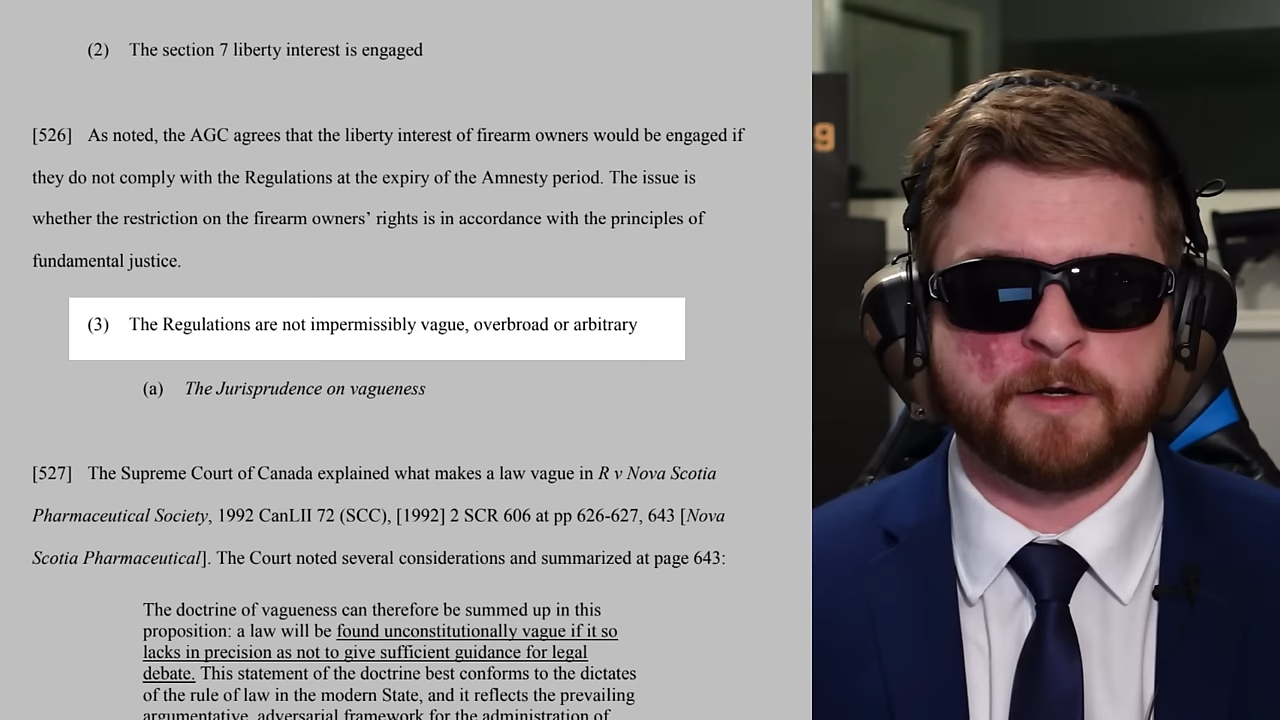 (2) The section 7 liberty interest is engaged
[526] As noted, the AGC agrees that the liberty interest of firearm owners would be engaged if
they do not comply with the Regulations at the expiry of the Amnesty period. The issue is
whether the restriction on the firearm owners’ rights is in accordance with the principles of
fundamental justice.
(3) The Regulations are not impermissibly vague, overbroad or arbitrary
(a) The Jurisprudence on vagueness
[527] The Supreme Court of Canada explained what makes a law vague in R v Nova Scotia
Pharmaceutical Society, 1992 CanLII 72 (SCC), [1992] 2 SCR 606 at pp 626-627, 643 [Nova
Scotia Pharmaceutical]. The Court noted several considerations and summarized at page 643:
The doctrine of vagueness can therefore be summed up in this
proposition: a law will be found unconstitutionally vague if it so
lacks in precision as not to give sufficient guidance for legal
debate. This statement of the doctrine best conforms to the dictates
of the rule of law in the modern State, and it reflects the prevailing
argumentative, adversarial framework for the administration of
9